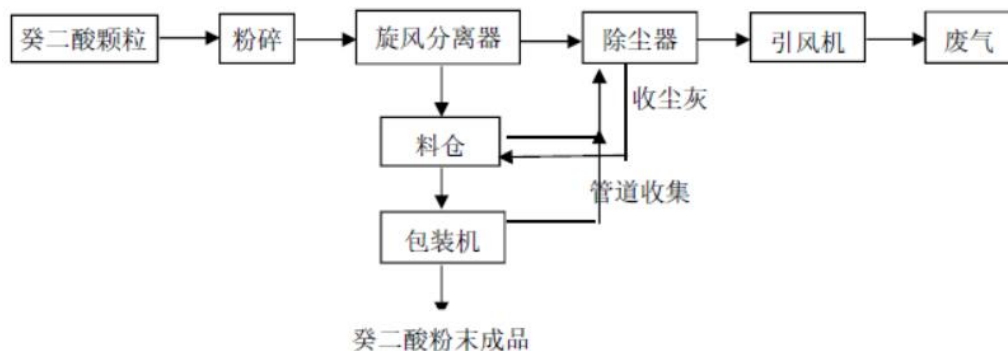 癸二酸颗粒
粉碎
旋风分离器
除尘器
引风机
废气
收尘灰
料仓
管道收集
包装机
癸二酸粉末成品